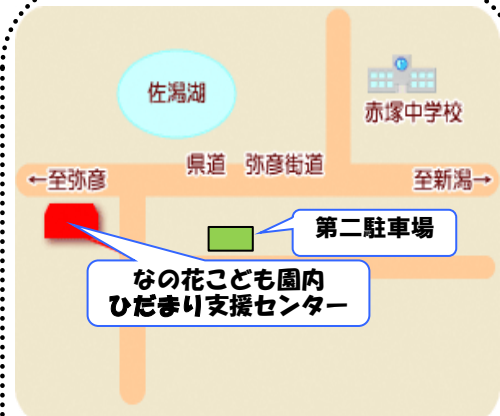 佐潟湖
赤塚中学校
県道　弥彦街道
←至弥彦
至新潟→
第二駐車場
なの花こども園内
ひだまり支援センター